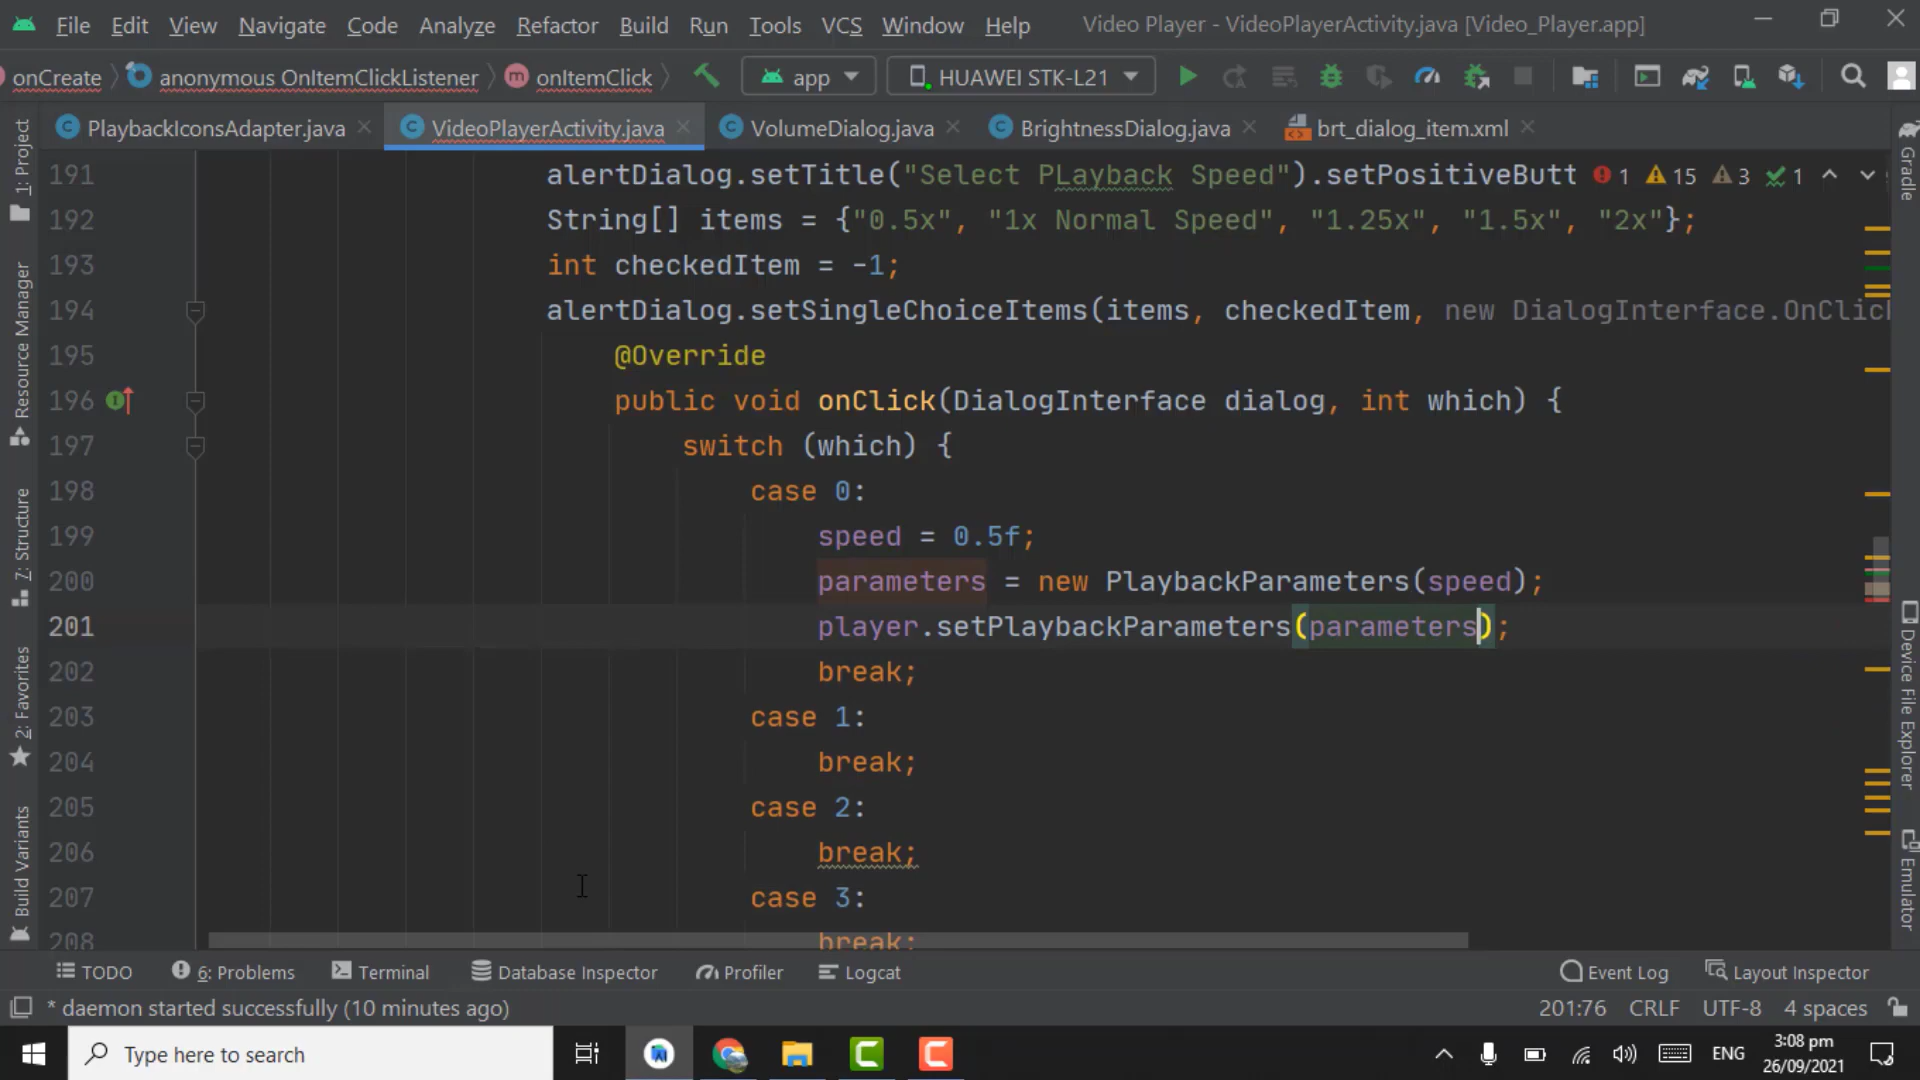 File Edit View Navigate Code Analyze Refactor Build Run Tools VCS Window Help Video Player - VideoPlayerActivity.java [Video_Player.app]
onCreate anonymous OnItemClickListener m onItemClick app HUAWEI STK-L21
C PlaybackIconsAdapter.java C VideoPlayerActivity.java C VolumeDialog.java C BrightnessDialog.java brt_dialog_item.xml
1: Project
Resource Manager
7: Structure
2: Favorites
Build Variants
191 alertDialog.setTitle("Select PLayback Speed").setPositiveButt 1 15 3 1
192 String[] items = {"0.5x", "1x Normal Speed", "1.25x", "1.5x", "2x"};
193 int checkedItem = -1;
194 alertDialog.setSingleChoiceItems(items, checkedItem, new DialogInterface.OnClick
195 @Override
196 public void onClick(DialogInterface dialog, int which) {
197 switch (which) {
198 case 0:
199 speed = 0.5f;
200 parameters = new PlaybackParameters(speed);
201 player.setPlaybackParameters(parameters);
202 break;
203 case 1:
204 break;
205 case 2:
206 break;
207 case 3:
208 break;
Gradle
Device File Explorer
Emulator
TODO 6: Problems Terminal Database Inspector Profiler Logcat Event Log Layout Inspector
* daemon started successfully (10 minutes ago) 201:76 CRLF UTF-8 4 spaces
Type here to search ENG 3:08 pm
26/09/2021